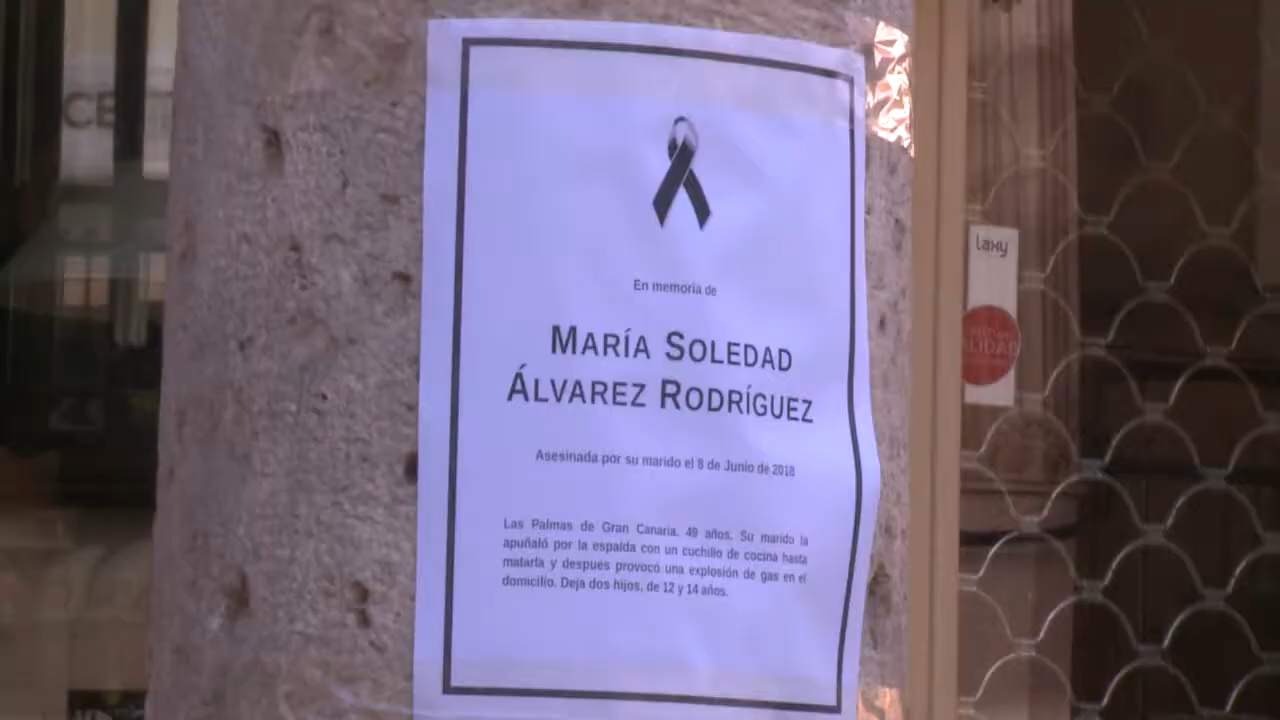 En memoria de
MARÍA SOLEDAD
ÁLVAREZ RODRÍGUEZ
Asesinada por su marido el 8 de Junio de 2018
Las Palmas de Gran Canaria. 49 años. Su marido la
apuñaló por la espalda con un cuchillo de cocina hasta
matarla y después provocó una explosión de gas en el
domicilio. Deja dos hijos, de 12 y 14 años.
laxy